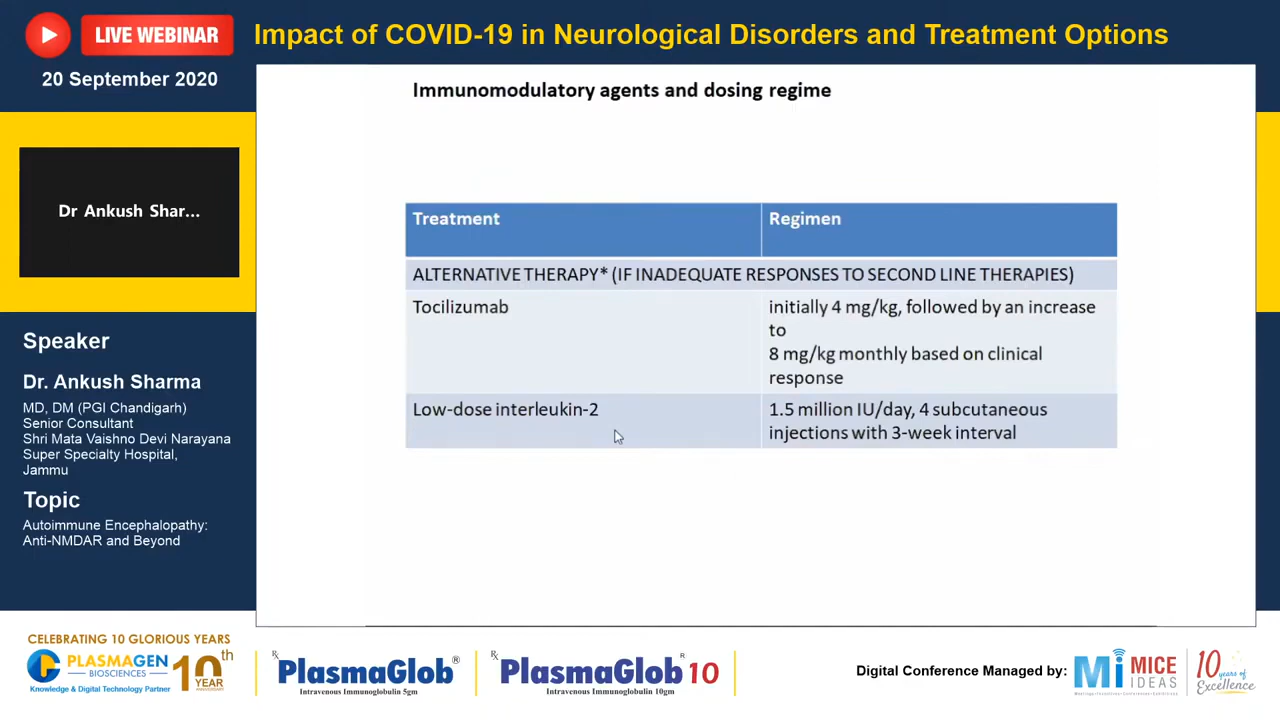 LIVE WEBINAR
20 September 2020
Impact of COVID-19 in Neurological Disorders and Treatment Options
Dr Ankush Shar...
Speaker
Dr. Ankush Sharma
MD, DM (PGI Chandigarh)
Senior Consultant
Shri Mata Vaishno Devi Narayana
Super Specialty Hospital,
Jammu
Topic
Autoimmune Encephalopathy:
Anti-NMDAR and Beyond
Immunomodulatory agents and dosing regime
Treatment
Regimen
ALTERNATIVE THERAPY* (IF INADEQUATE RESPONSES TO SECOND LINE THERAPIES)
Tocilizumab
initially 4 mg/kg, followed by an increase
to
8 mg/kg monthly based on clinical
response
Low-dose interleukin-2
1.5 million IU/day, 4 subcutaneous
injections with 3-week interval
CELEBRATING 10 GLORIOUS YEARS
PLASMAGEN
BIOSCIENCES
Knowledge & Digital Technology Partner
10th
YEAR
ANNIVERSARY
PlasmaGlob®
Intravenous Immunoglobulin 5gm
PlasmaGlob 10
Intravenous Immunoglobulin 10gm
Digital Conference Managed by:
Mi MICE
IDEAS
10 years of
Excellence